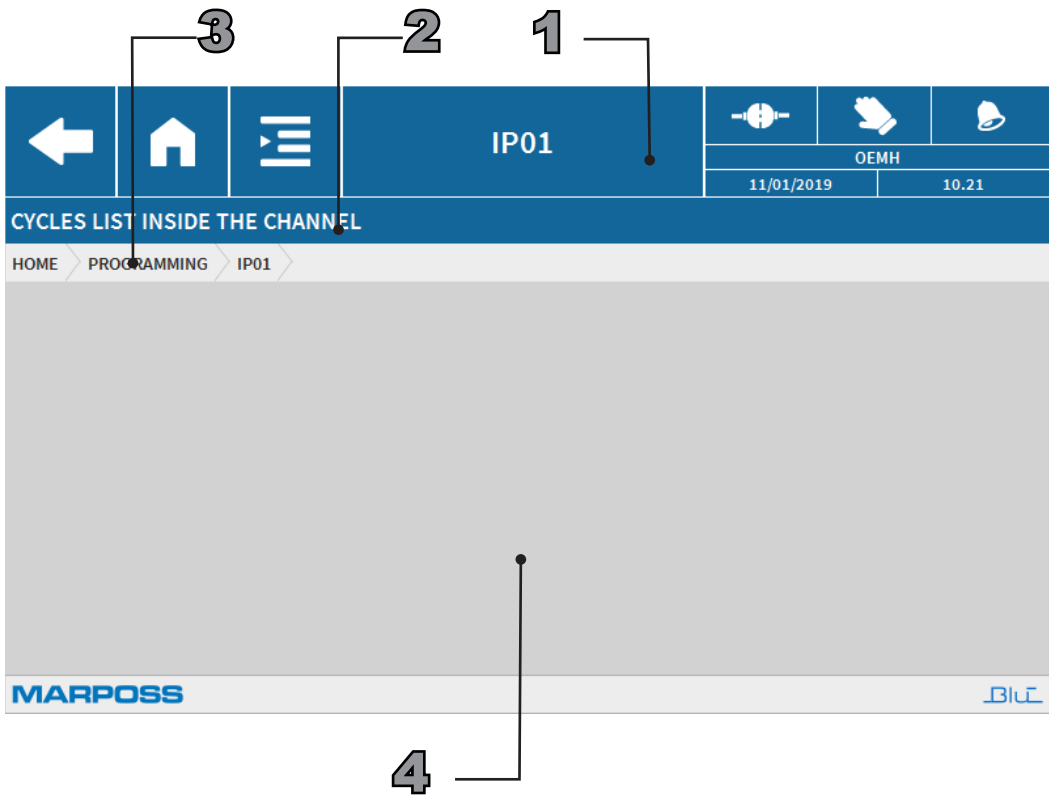 3 2 1
IP01
OEMH
11/01/2019 10.21
CYCLES LIST INSIDE THE CHANNEL
HOME PROGRAMMING IP01
MARPOSS BLU
4